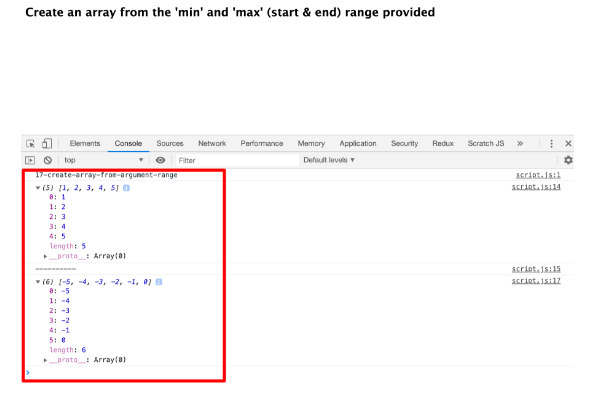 Create an array from the 'min' and 'max' (start & end) range provided
Elements Console Sources Network Performance Memory Application Security Redux Scratch JS »
top ▼ Filter Default levels ▼
17-create-array-from-argument-range script.js:1
▼(5) [1, 2, 3, 4, 5] script.js:14
0: 1
1: 2
2: 3
3: 4
4: 5
length: 5
▶__proto__: Array(0)
========== script.js:15
▼(6) [-5, -4, -3, -2, -1, 0] script.js:17
0: -5
1: -4
2: -3
3: -2
4: -1
5: 0
length: 6
▶__proto__: Array(0)